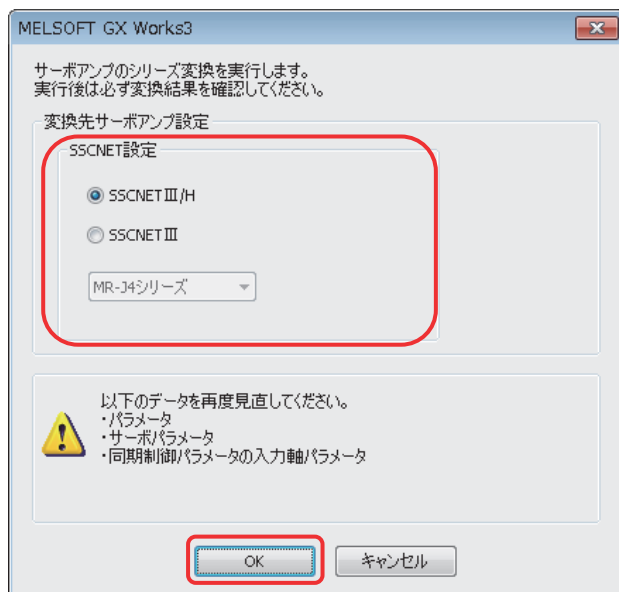 MELSOFT GX Works3
サーボアンプのシリーズ変換を実行します。
実行後は必ず変換結果を確認してください。
変換先サーボアンプ設定
SSCNET設定
SSCNETⅢ/H
SSCNETⅢ
MR-J4シリーズ
以下のデータを再度見直してください。
・パラメータ
・サーボパラメータ
・同期制御パラメータの入力軸パラメータ
OK
キャンセル